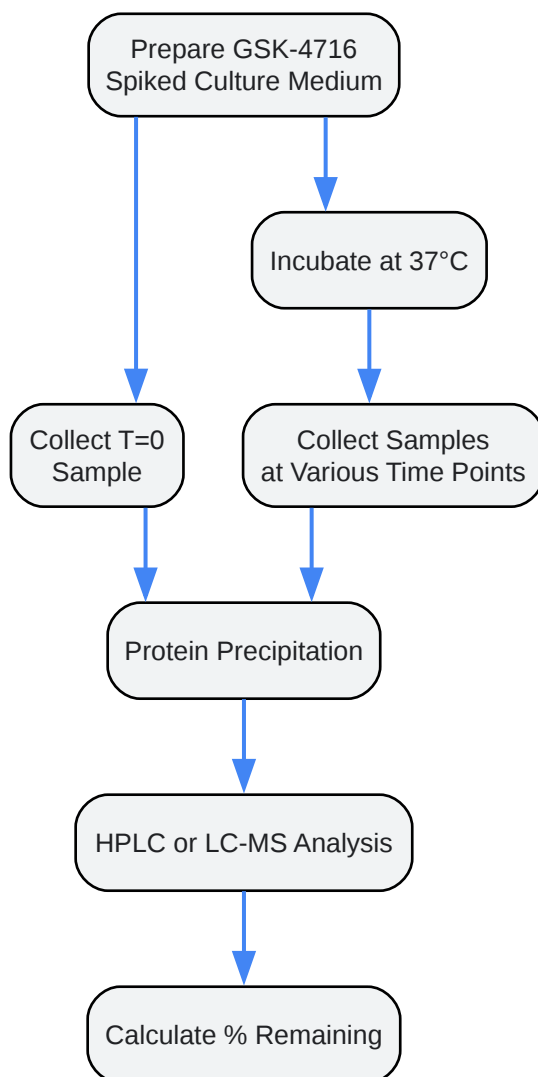 Prepare GSK-4716
Spiked Culture Medium
Incubate at 37°C
Collect T=0
Sample
Collect Samples
at Various Time Points
Protein Precipitation
HPLC or LC-MS Analysis
Calculate % Remaining